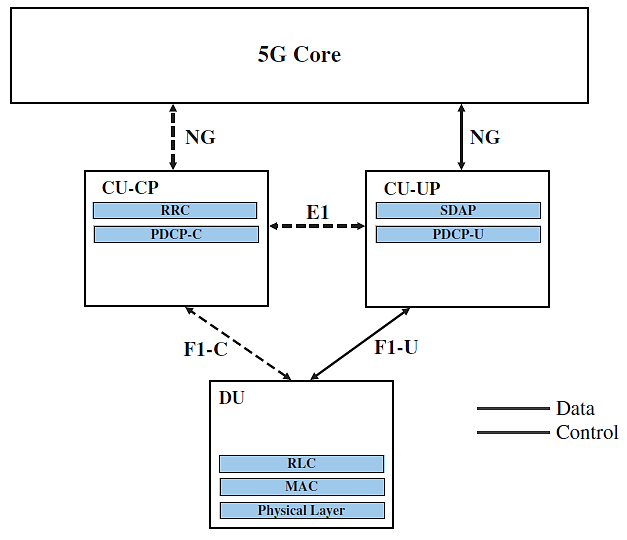 5G Core
NG
NG
CU-CP
RRC
PDCP-C
E1
CU-UP
SDAP
PDCP-U
F1-C
F1-U
DU
RLC
MAC
Physical Layer
Data
Control